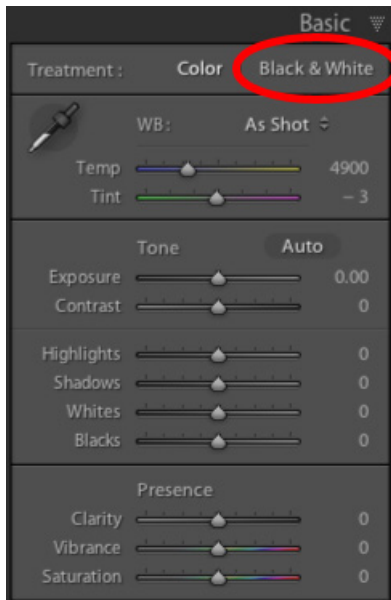 Basic
Treatment : Color Black & White
WB: As Shot
Temp 4900
Tint – 3
Tone Auto
Exposure 0.00
Contrast 0
Highlights 0
Shadows 0
Whites 0
Blacks 0
Presence
Clarity 0
Vibrance 0
Saturation 0